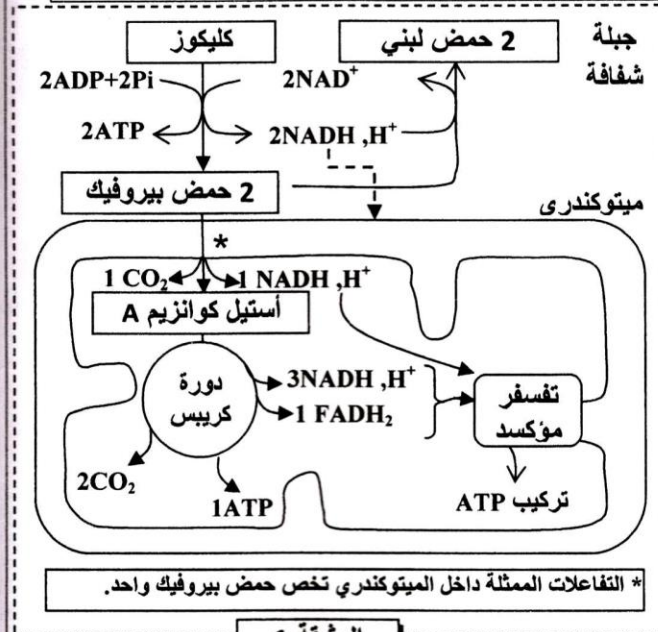 جبلة
شفافة
كليكوز
2 حمض لبني
2ADP+2Pi
2NAD⁺
2ATP
2NADH ,H⁺
2 حمض بيروفيك
ميتوكندرى
*
1 CO₂
1 NADH ,H⁺
أستيل كوانزيم A
دورة
كريبس
3NADH ,H⁺
1 FADH₂
تفسفر
مؤكسد
2CO₂
1ATP
تركيب ATP
* التفاعلات الممثلة داخل الميتوكندري تخص حمض بيروفيك واحد.